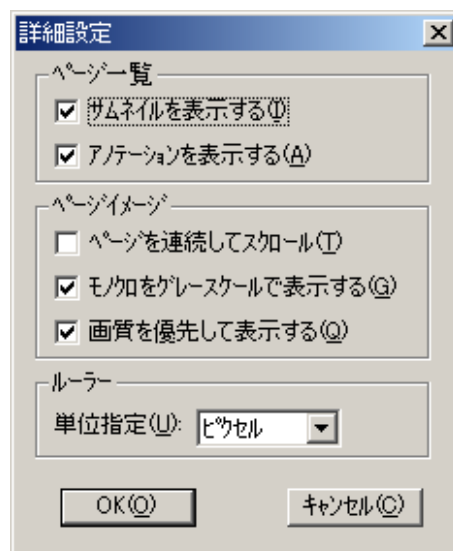 詳細設定
ページ一覧
サムネイルを表示する(I)
アノテーションを表示する(A)
ページイメージ
ページを連続してスクロール(T)
モノクロをグレースケールで表示する(G)
画質を優先して表示する(Q)
ルーラー
単位指定(U): ピクセル
OK(O) キャンセル(C)